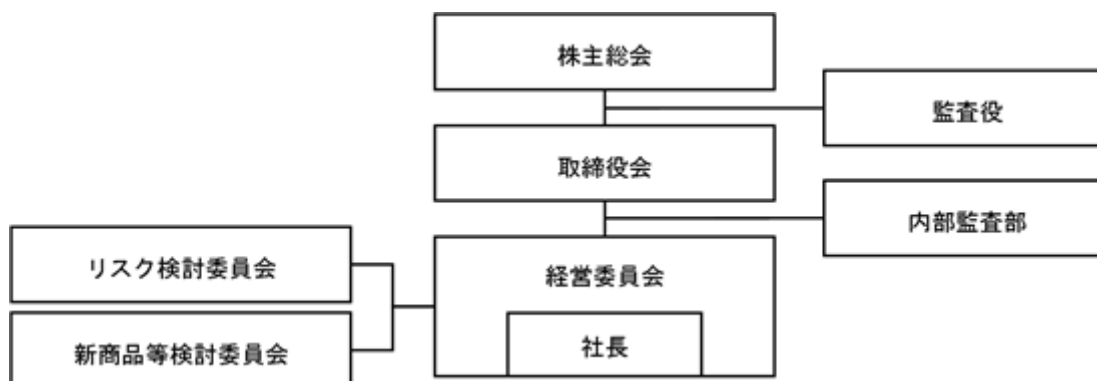 株主総会
監査役
取締役会
内部監査部
リスク検討委員会
経営委員会
新商品等検討委員会
社長